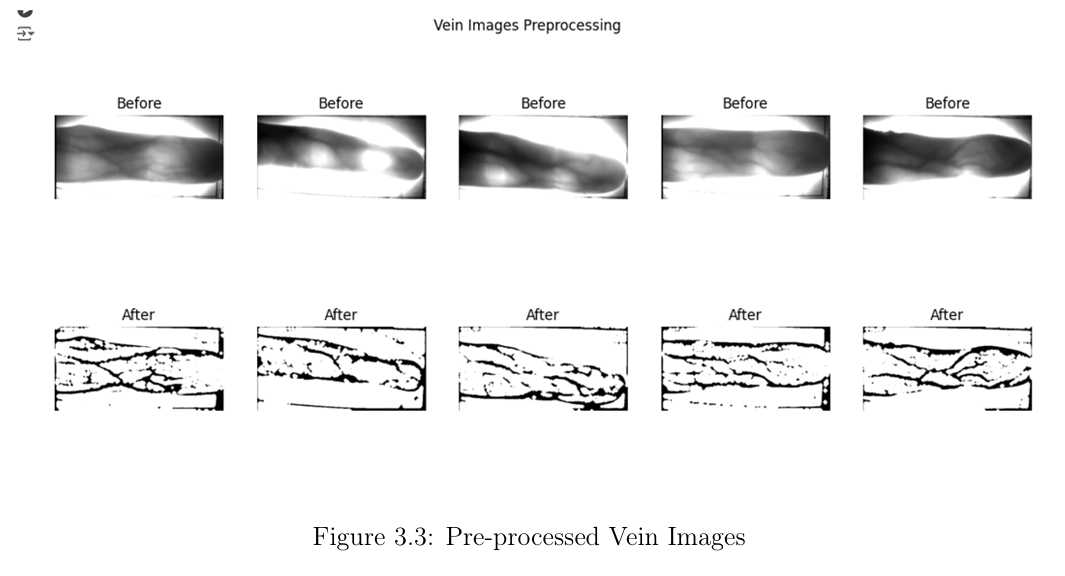 Vein Images Preprocessing
Before Before Before Before Before
After After After After After
Figure 3.3: Pre-processed Vein Images